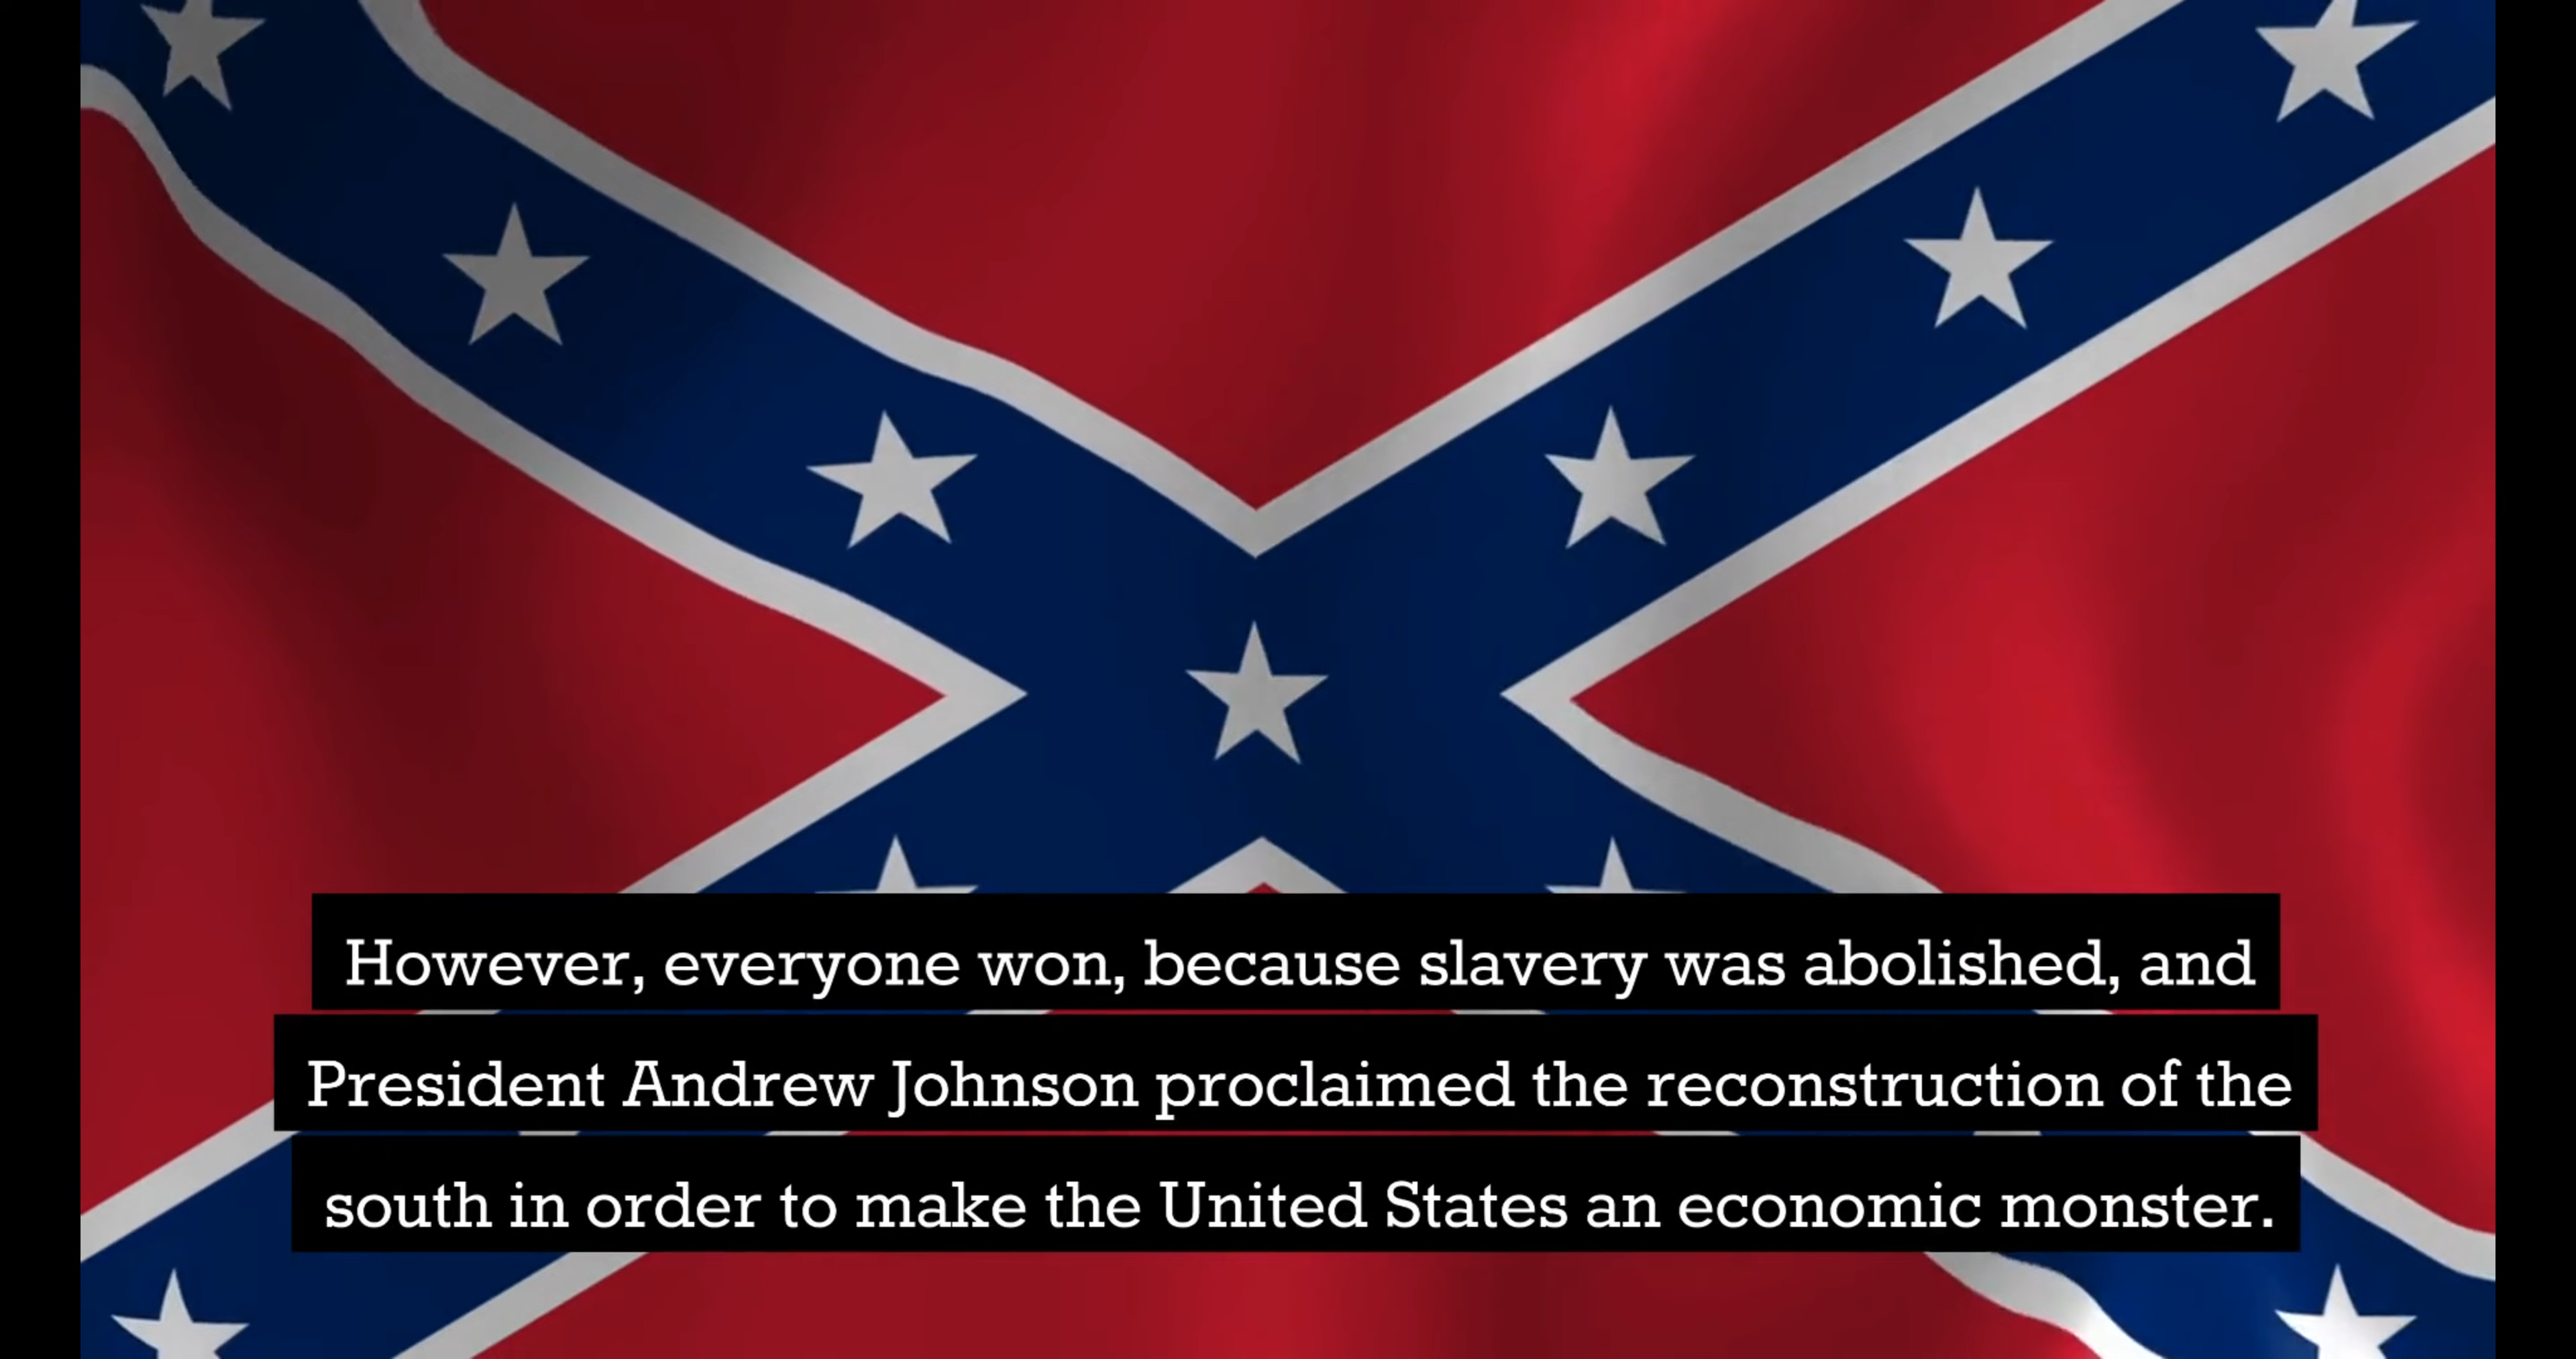 However, everyone won, because slavery was abolished, and
President Andrew Johnson proclaimed the reconstruction of the
south in order to make the United States an economic monster.